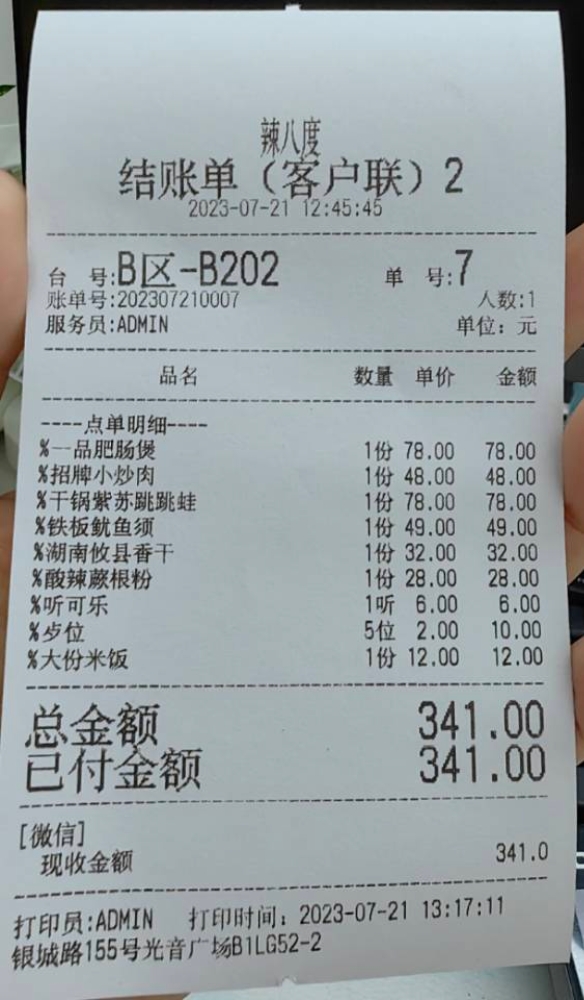 辣八度
结账单（客户联）2
2023-07-21 12:45:45
台 号:B区-B202 单 号:7
账单号:202307210007 人数:1
服务员:ADMIN 单位: 元
品名 数量 单价 金额
----点单明细----
%一品肥肠煲 1份 78.00 78.00
%招牌小炒肉 1份 48.00 48.00
%干锅紫苏跳跳蛙 1份 78.00 78.00
%铁板鱿鱼须 1份 49.00 49.00
%湖南攸县香干 1份 32.00 32.00
%酸辣蕨根粉 1份 28.00 28.00
%听可乐 1听 6.00 6.00
%歺位 5位 2.00 10.00
%大份米饭 1份 12.00 12.00
总金额 341.00
已付金额 341.00
[微信]
现收金额 341.0
打印员:ADMIN 打印时间: 2023-07-21 13:17:11
银城路155号光音广场B1LG52-2